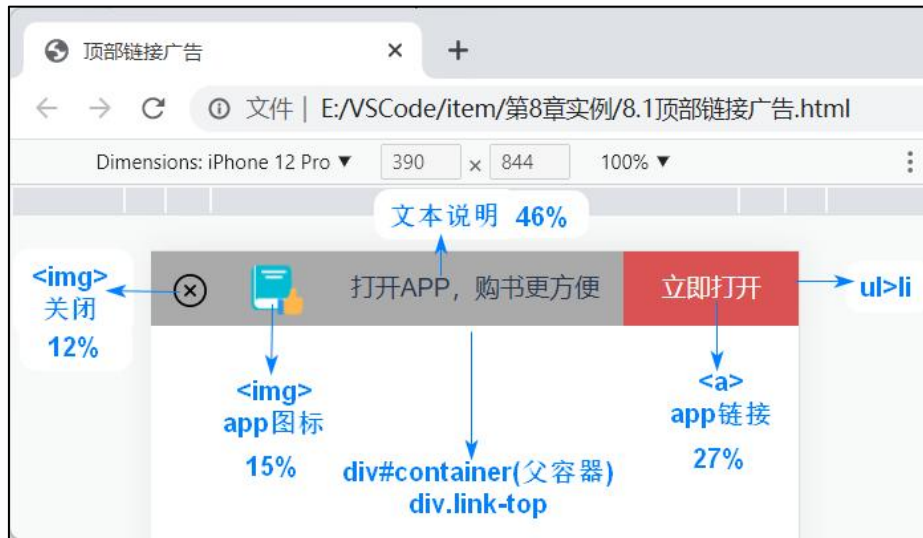 顶部链接广告
文件 | E:/VSCode/item/第8章实例/8.1顶部链接广告.html
Dimensions: iPhone 12 Pro ▼ 390 × 844 100% ▼
文本说明 46%
<img>
关闭
12%
打开APP，购书更方便
立即打开
ul>li
<img>
app图标
15%
div#container(父容器)
div.link-top
<a>
app链接
27%